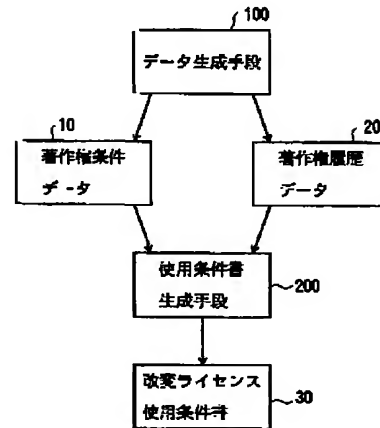 100
データ生成手段
10
著作権条件
データ
20
著作権履歴
データ
使用条件書
生成手段
200
改変ライセンス
使用条件書
30